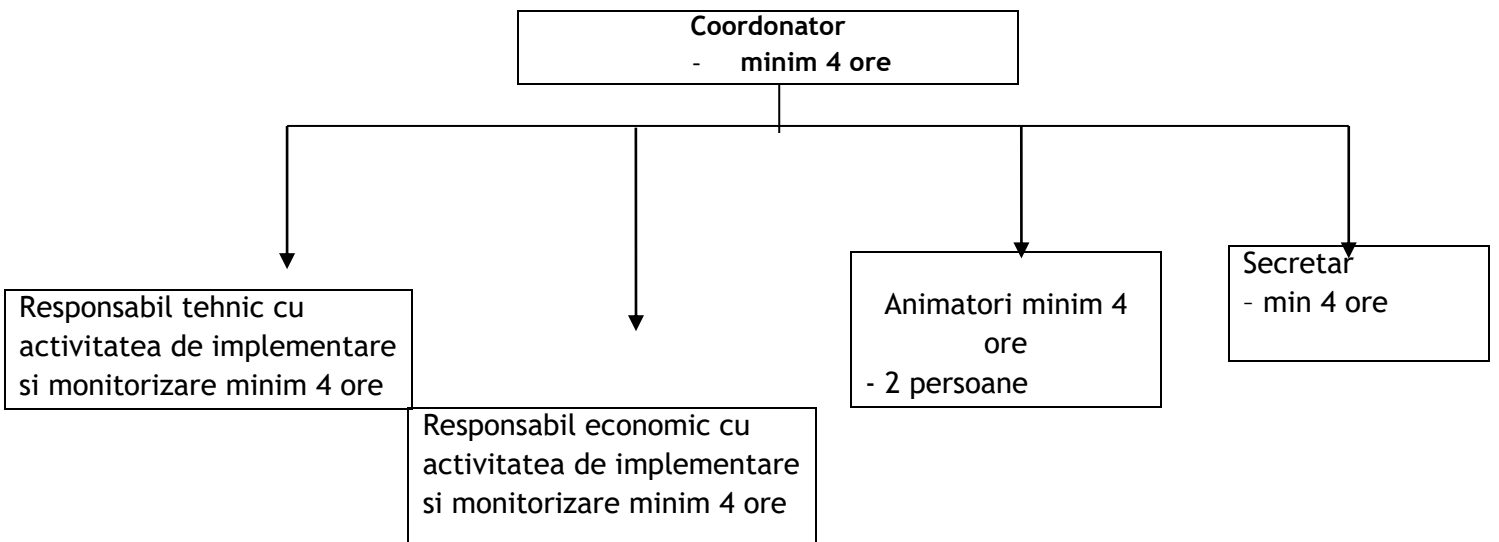 Coordonator
- minim 4 ore
Responsabil tehnic cu
activitatea de implementare
si monitorizare minim 4 ore
Responsabil economic cu
activitatea de implementare
si monitorizare minim 4 ore
Animatori minim 4
ore
- 2 persoane
Secretar
– min 4 ore